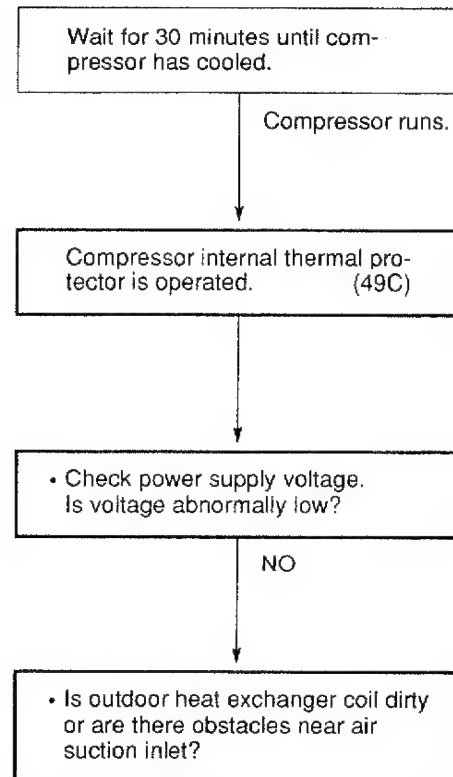 Wait for 30 minutes until com-
pressor has cooled.
Compressor runs.
Compressor internal thermal pro-
tector is operated. (49C)
• Check power supply voltage.
Is voltage abnormally low?
NO
• Is outdoor heat exchanger coil dirty
or are there obstacles near air
suction inlet?